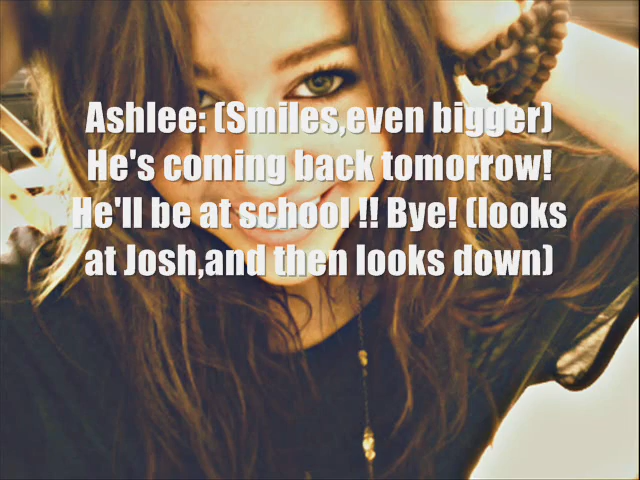 Ashlee: (Smiles,even bigger)
He's coming back tomorrow!
He'll be at school !! Bye! (looks
at Josh,and then looks down)